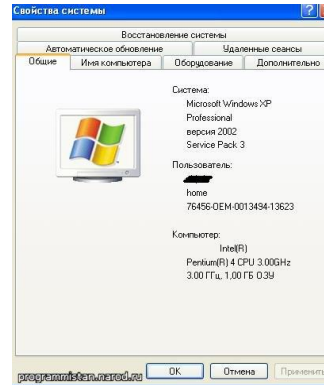 Свойства системы
Восстановление системы
Автоматическое обновление
Удаленные сеансы
Общие
Имя компьютера
Оборудование
Дополнительно
Система:
Microsoft Windows XP
Professional
версия 2002
Service Pack 3
Пользователь:
home
76456-OEM-0013494-13623
Компьютер:
Intel(R)
Pentium(R) 4 CPU 3.00GHz
3.00 ГГц, 1,00 ГБ ОЗУ
programmistan.narod.ru
OK
Отмена
Применить